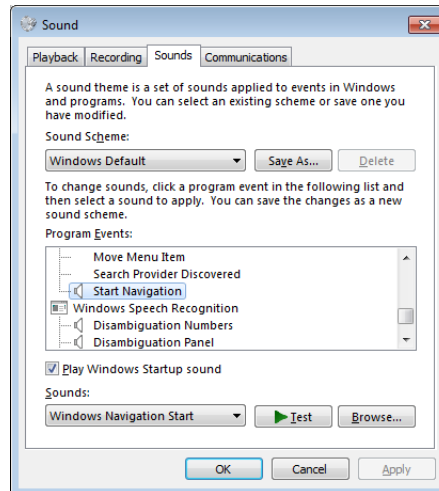 Sound
Playback Recording Sounds Communications
A sound theme is a set of sounds applied to events in Windows
and programs. You can select an existing scheme or save one you
have modified.
Sound Scheme:
Windows Default Save As... Delete
To change sounds, click a program event in the following list and
then select a sound to apply. You can save the changes as a new
sound scheme.
Program Events:
Move Menu Item
Search Provider Discovered
Start Navigation
Windows Speech Recognition
Disambiguation Numbers
Disambiguation Panel
Play Windows Startup sound
Sounds:
Windows Navigation Start Test Browse...
OK Cancel Apply